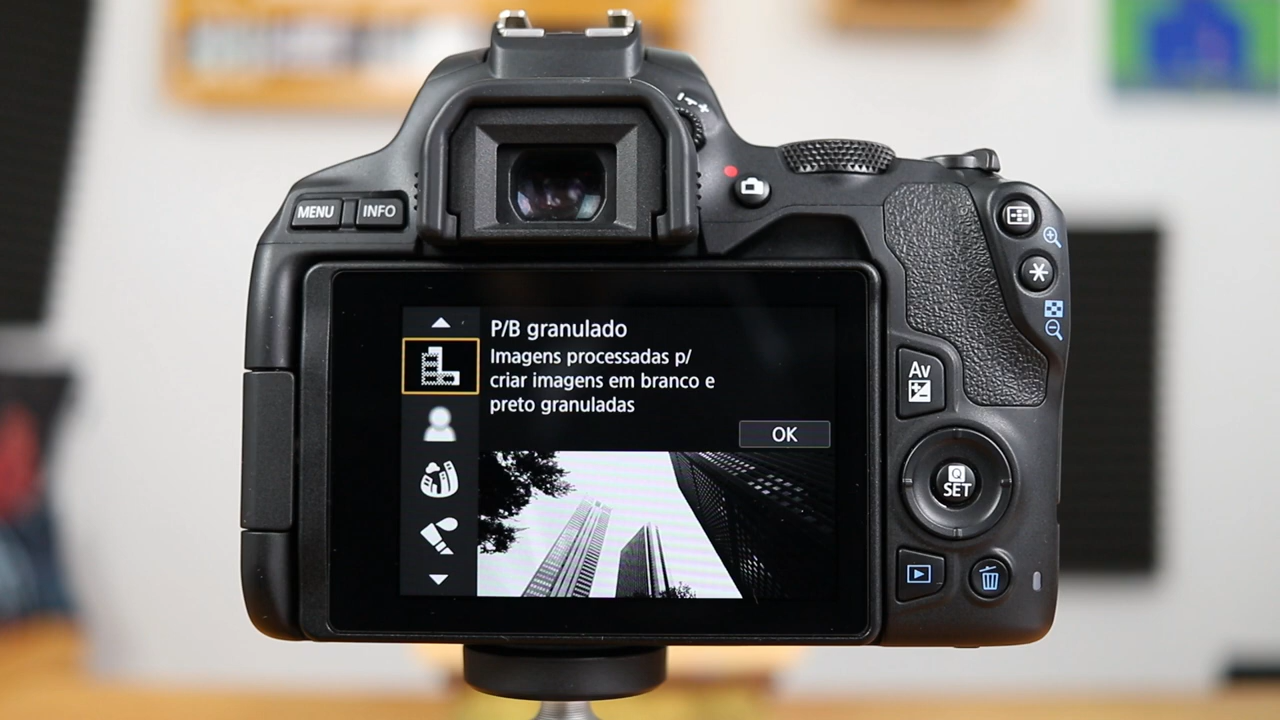 MENU
INFO
P/B granulado
Imagens processadas p/
criar imagens em branco e
preto granuladas
OK
Av
Q
SET